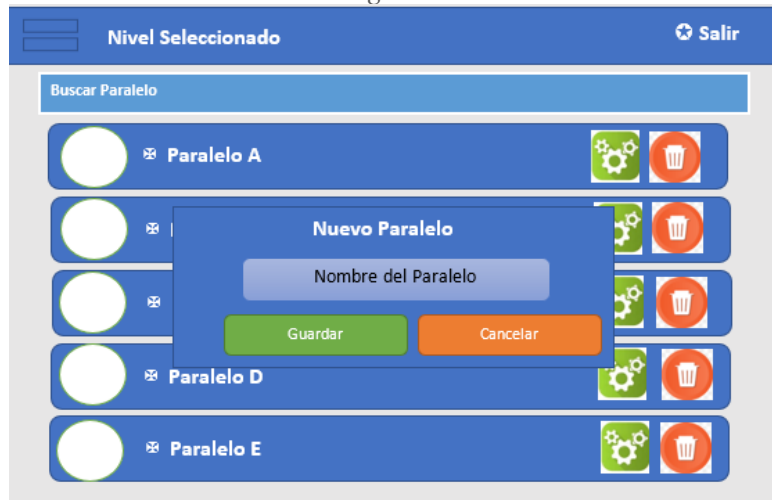 Nivel Seleccionado
✪ Salir
Buscar Paralelo
✠ Paralelo A
✠
Nuevo Paralelo
✠
Nombre del Paralelo
Guardar
Cancelar
✠ Paralelo D
✠ Paralelo E